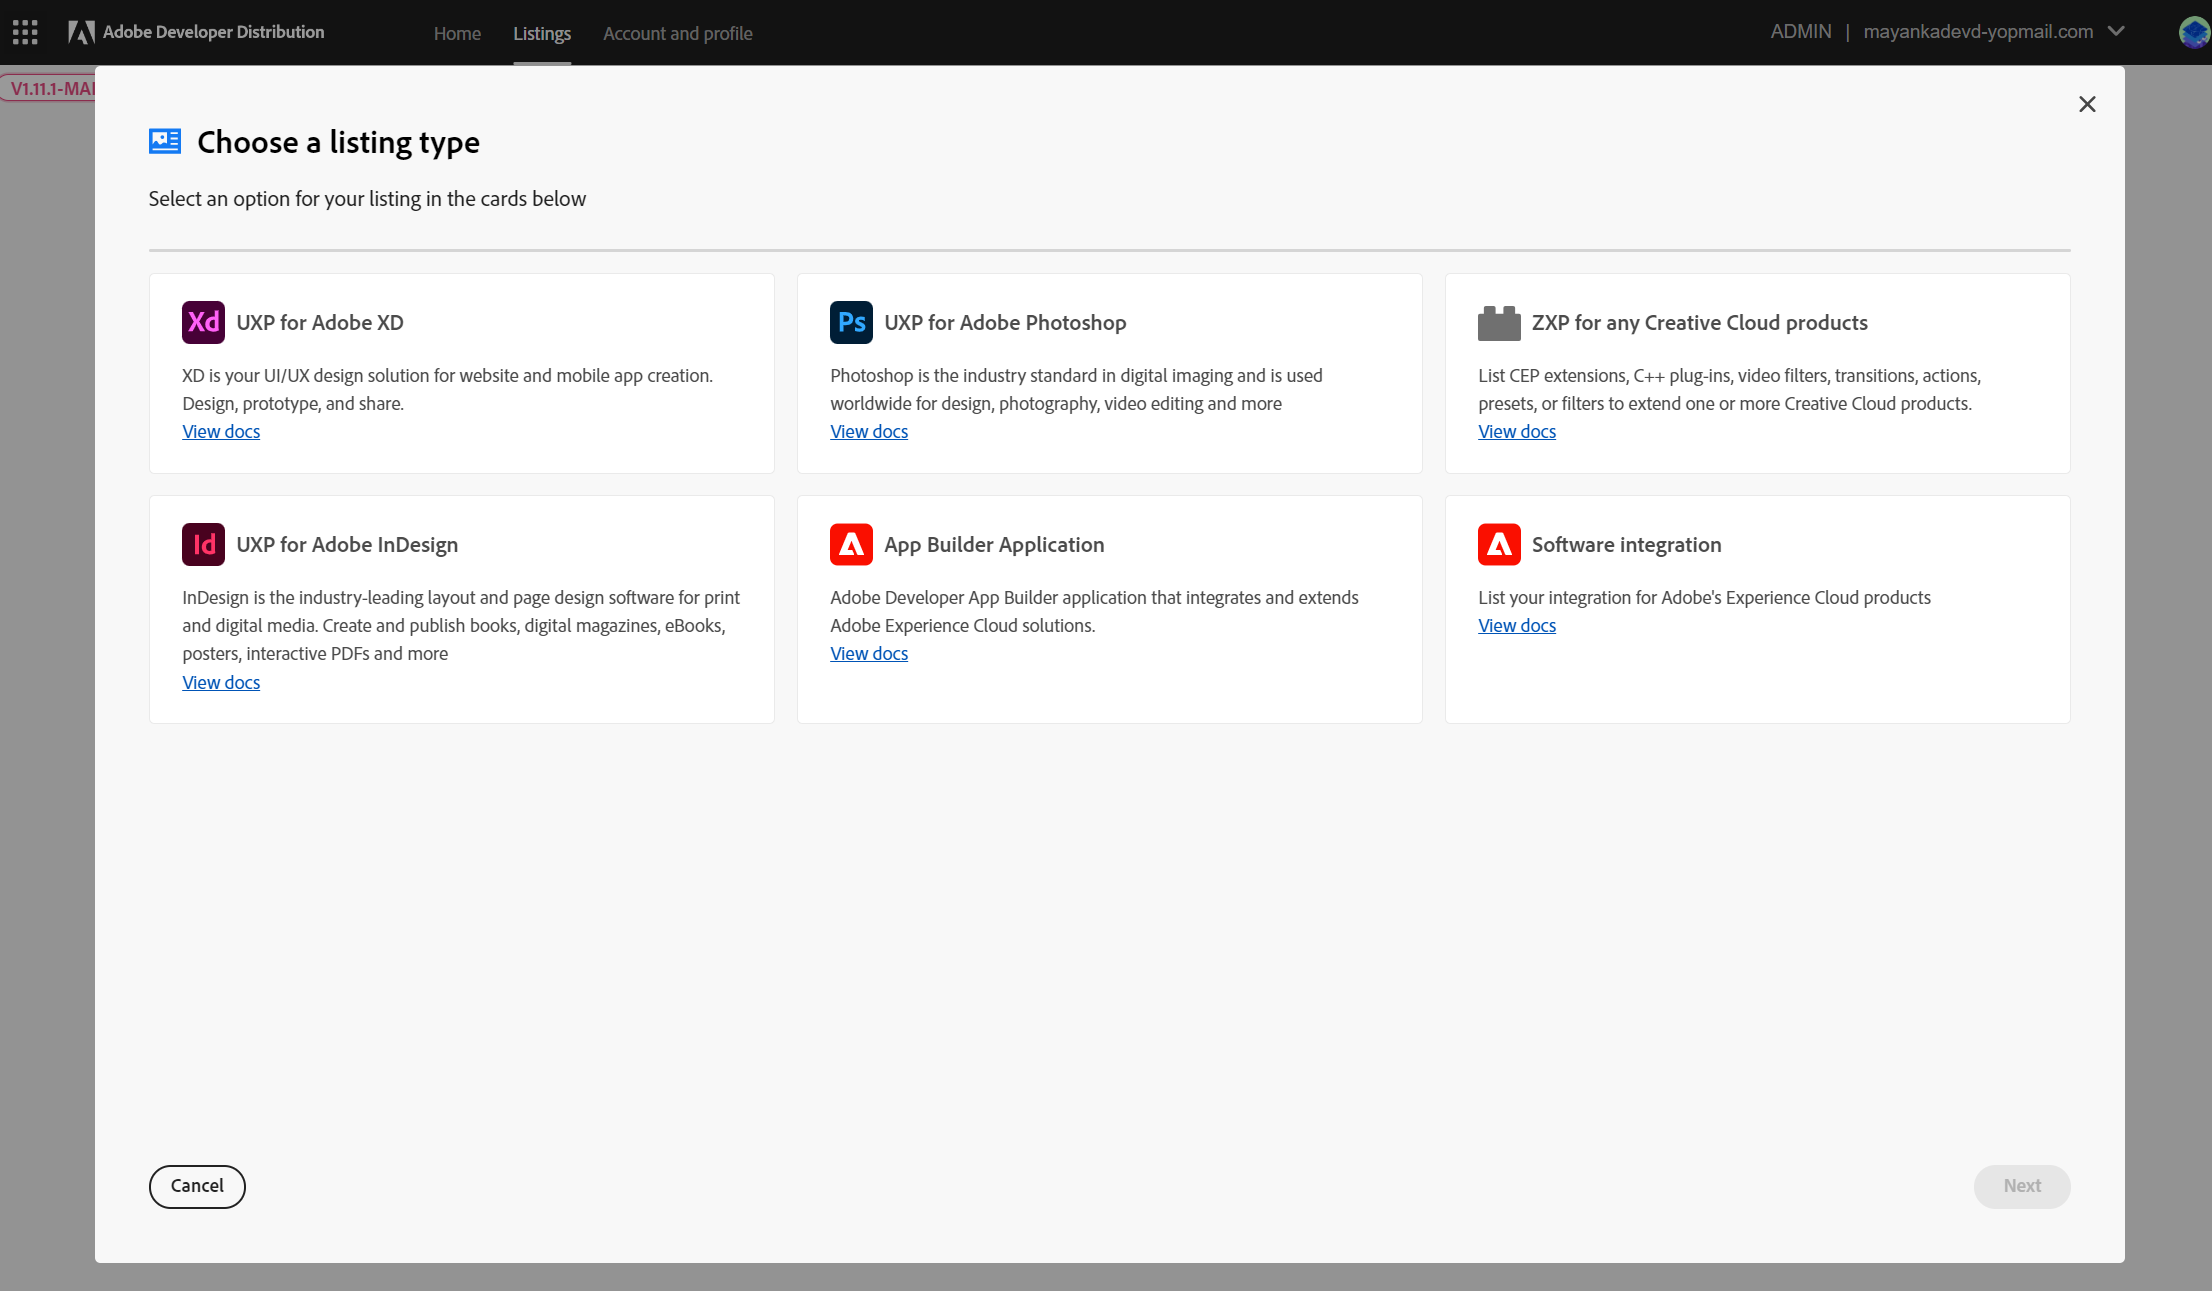 Adobe Developer Distribution
Home
Listings
Account and profile
ADMIN | mayankadevd-yopmail.com
V1.11.1-MAI
Choose a listing type
Select an option for your listing in the cards below
Xd UXP for Adobe XD
XD is your UI/UX design solution for website and mobile app creation.
Design, prototype, and share.
View docs
Ps UXP for Adobe Photoshop
Photoshop is the industry standard in digital imaging and is used
worldwide for design, photography, video editing and more
View docs
ZXP for any Creative Cloud products
List CEP extensions, C++ plug-ins, video filters, transitions, actions,
presets, or filters to extend one or more Creative Cloud products.
View docs
Id UXP for Adobe InDesign
InDesign is the industry-leading layout and page design software for print
and digital media. Create and publish books, digital magazines, eBooks,
posters, interactive PDFs and more
View docs
App Builder Application
Adobe Developer App Builder application that integrates and extends
Adobe Experience Cloud solutions.
View docs
Software integration
List your integration for Adobe's Experience Cloud products
View docs
Cancel
Next